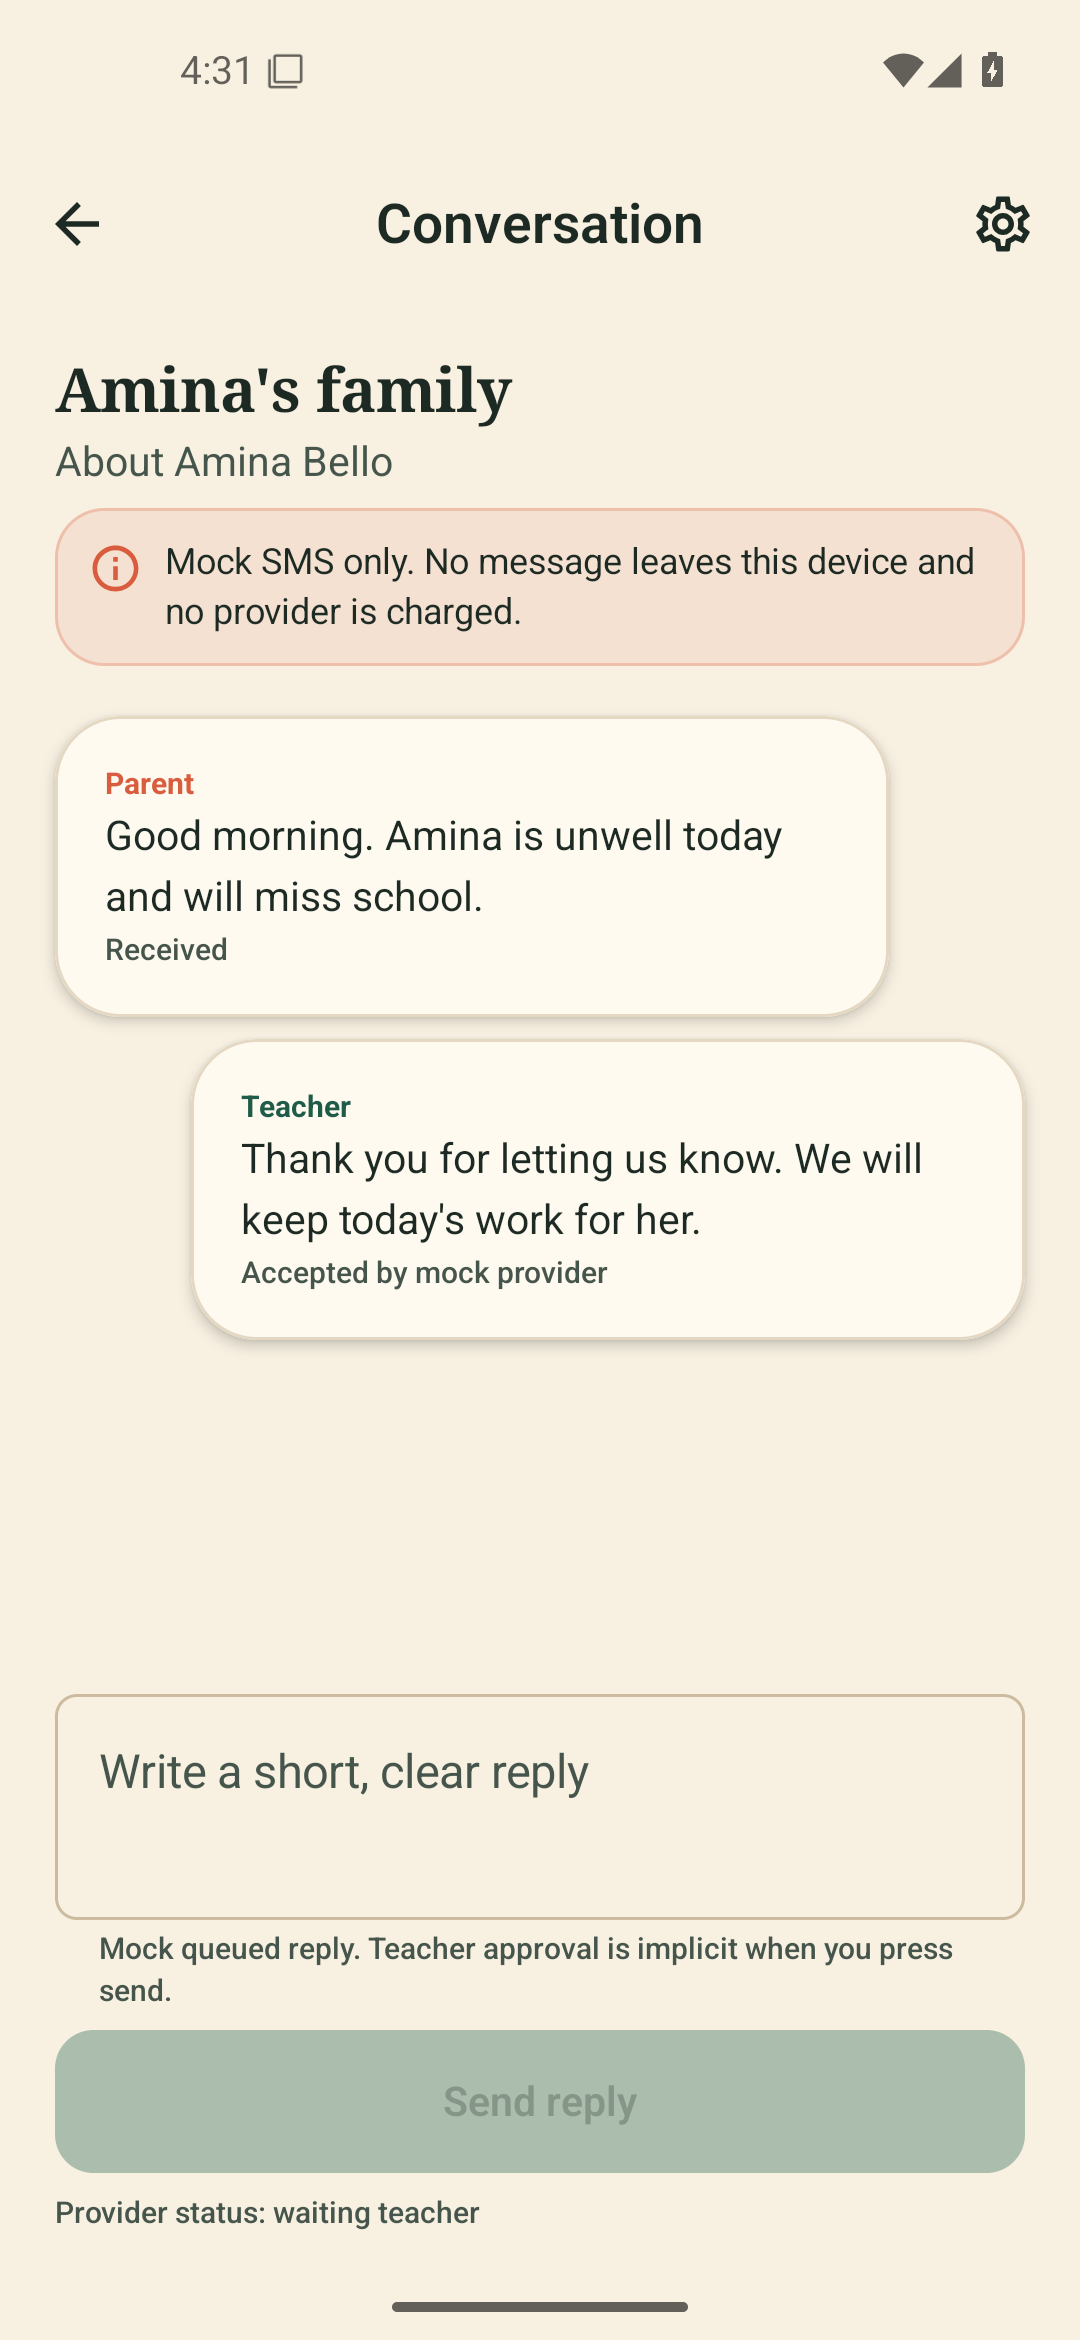 4:31
Conversation
Amina's family
About Amina Bello
Mock SMS only. No message leaves this device and
no provider is charged.
Parent
Good morning. Amina is unwell today
and will miss school.
Received
Teacher
Thank you for letting us know. We will
keep today's work for her.
Accepted by mock provider
Write a short, clear reply
Mock queued reply. Teacher approval is implicit when you press
send.
Send reply
Provider status: waiting teacher